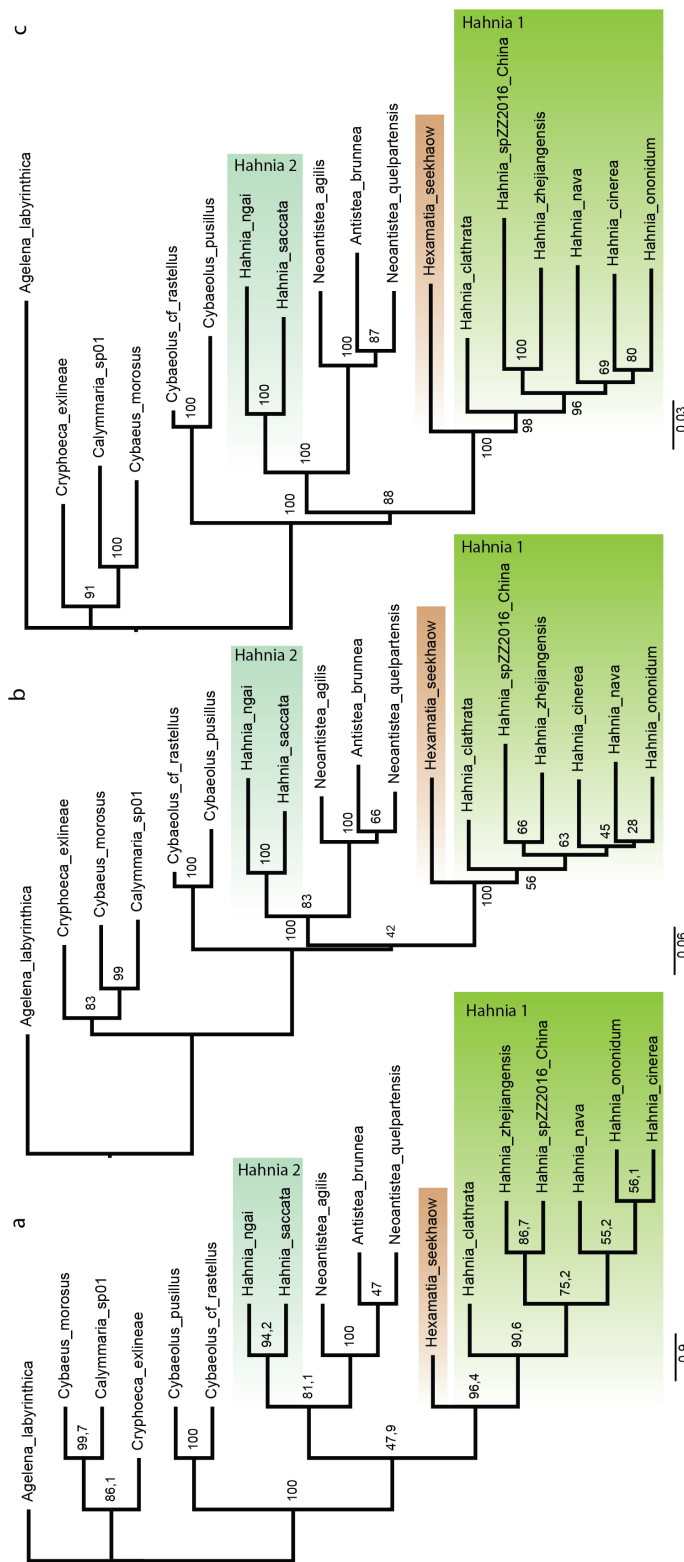 a
Agelena_labyrinthica
Cybaeus_morosus
99,7
Calymmaria_sp01
86,1
Cryphoeca_exlineae
Cybaeolus_pusillus
100
Cybaeolus_cf_rastellus
100
Hahnia 2
Hahnia_ngai
94,2
Hahnia_saccata
81,1
Neoantistea_agilis
100
Antistea_brunnea
47
Neoantistea_quelpartensis
47,9
Hexamatia_seekhaow
96,4
Hahnia 1
Hahnia_clathrata
90,6
Hahnia_zhejiangensis
86,7
Hahnia_spZZ2016_China
75,2
Hahnia_nava
55,2
Hahnia_ononidum
56,1
Hahnia_cinerea
0.9
b
Agelena_labyrinthica
Cryphoeca_exlineae
83
Cybaeus_morosus
99
Calymmaria_sp01
Cybaeolus_cf_rastellus
100
Cybaeolus_pusillus
100
Hahnia 2
Hahnia_ngai
100
Hahnia_saccata
83
Neoantistea_agilis
100
Antistea_brunnea
66
Neoantistea_quelpartensis
42
Hexamatia_seekhaow
100
Hahnia 1
Hahnia_clathrata
56
Hahnia_spZZ2016_China
66
Hahnia_zhejiangensis
63
Hahnia_cinerea
45
Hahnia_nava
28
Hahnia_ononidum
0.06
c
Agelena_labyrinthica
Cryphoeca_exlineae
91
Calymmaria_sp01
100
Cybaeus_morosus
Cybaeolus_cf_rastellus
100
Cybaeolus_pusillus
100
Hahnia 2
Hahnia_ngai
100
Hahnia_saccata
100
Neoantistea_agilis
100
Antistea_brunnea
87
Neoantistea_quelpartensis
88
Hexamatia_seekhaow
100
Hahnia 1
Hahnia_clathrata
98
Hahnia_spZZ2016_China
100
Hahnia_zhejiangensis
96
Hahnia_nava
69
Hahnia_cinerea
80
Hahnia_ononidum
0.03